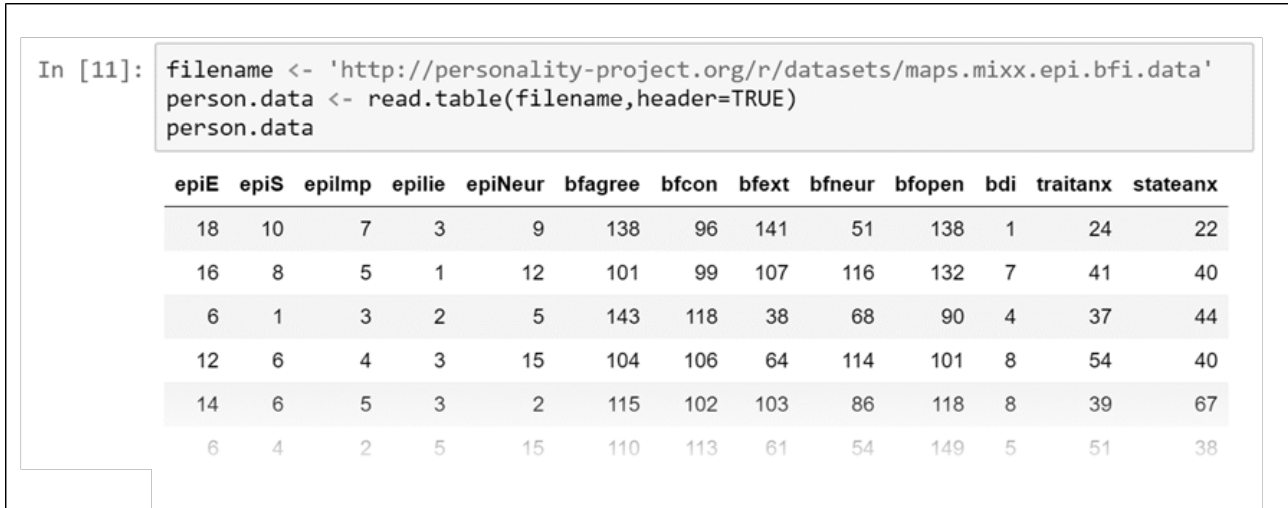 In [11]: filename <- 'http://personality-project.org/r/datasets/maps.mixx.epi.bfi.data'
person.data <- read.table(filename,header=TRUE)
person.data
epiE epiS epiImp epilie epiNeur bfagree bfcon bfext bfneur bfopen bdi traitanx stateanx
18 10 7 3 9 138 96 141 51 138 1 24 22
16 8 5 1 12 101 99 107 116 132 7 41 40
6 1 3 2 5 143 118 38 68 90 4 37 44
12 6 4 3 15 104 106 64 114 101 8 54 40
14 6 5 3 2 115 102 103 86 118 8 39 67
6 4 2 5 15 110 113 61 54 149 5 51 38